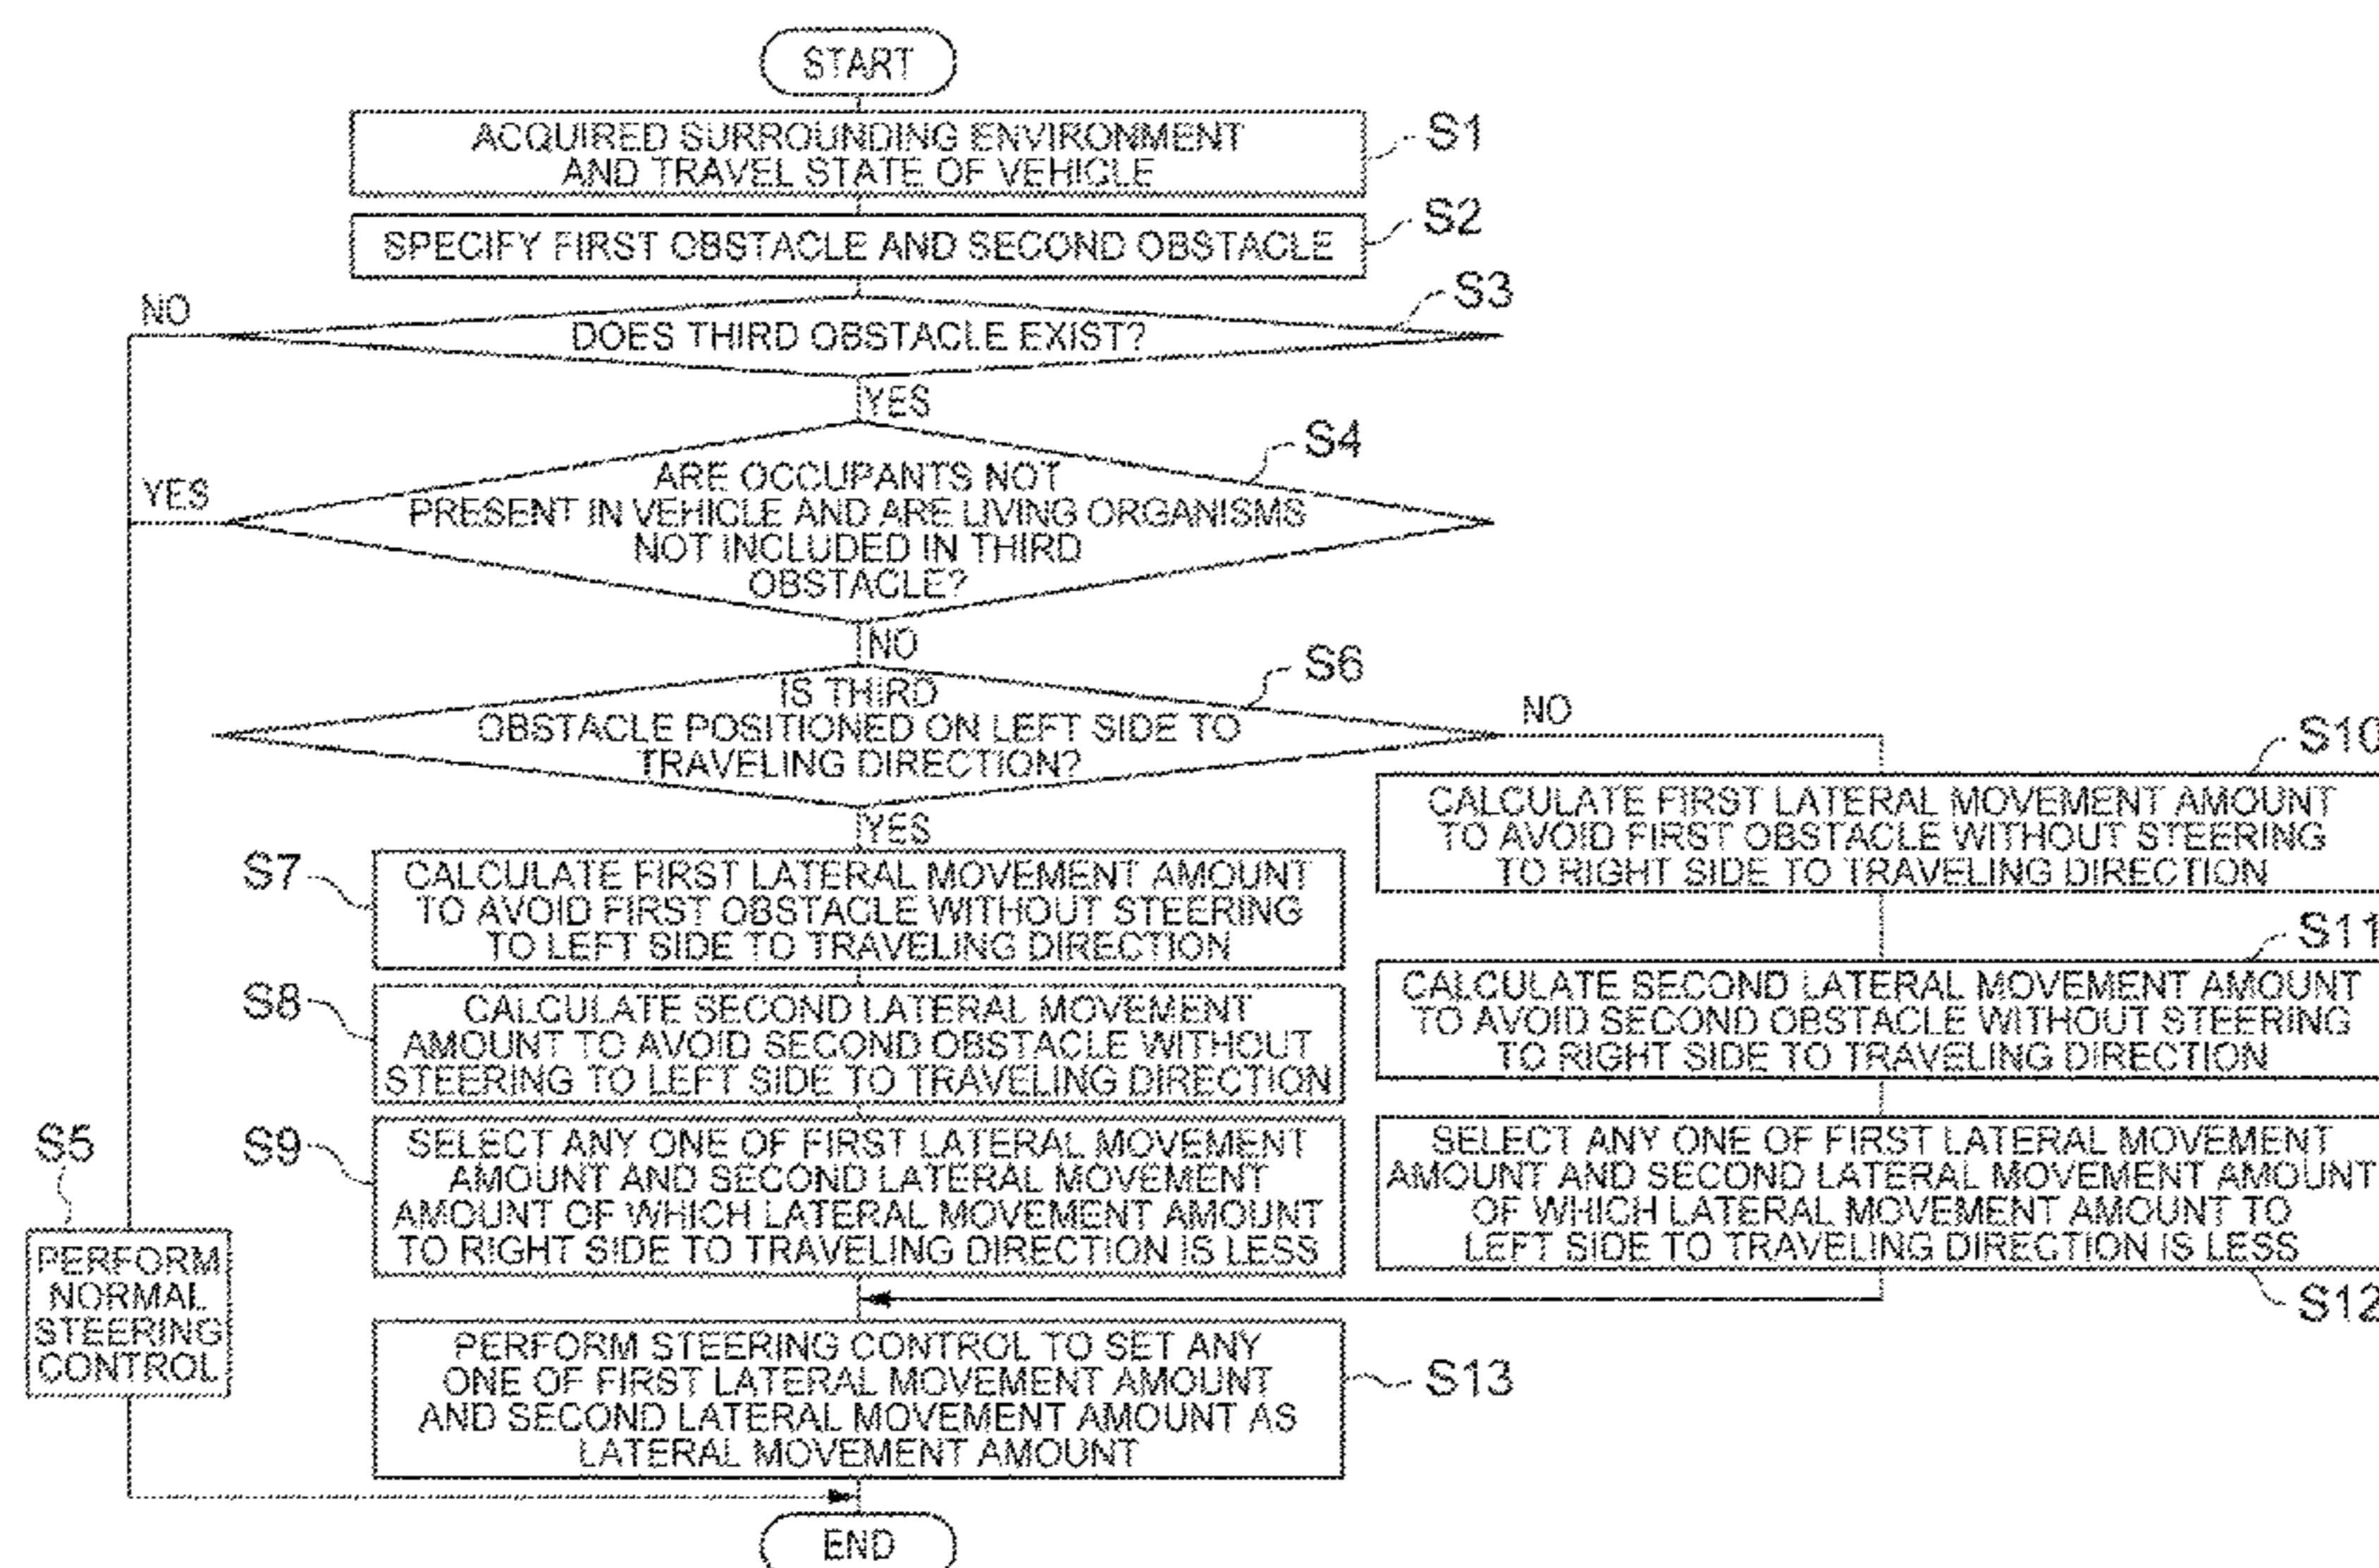 START
ACQUIRED SURROUNDING ENVIRONMENT
AND TRAVEL STATE OF VEHICLE
S1
SPECIFY FIRST OBSTACLE AND SECOND OBSTACLE
S2
NO
DOES THIRD OBSTACLE EXIST?
S3
YES
YES
ARE OCCUPANTS NOT
PRESENT IN VEHICLE AND ARE LIVING ORGANISMS
NOT INCLUDED IN THIRD
OBSTACLE?
S4
NO
IS THIRD
OBSTACLE POSITIONED ON LEFT SIDE TO
TRAVELING DIRECTION?
S6
NO
YES
S7
CALCULATE FIRST LATERAL MOVEMENT AMOUNT
TO AVOID FIRST OBSTACLE WITHOUT STEERING
TO LEFT SIDE TO TRAVELING DIRECTION
S8
CALCULATE SECOND LATERAL MOVEMENT
AMOUNT TO AVOID SECOND OBSTACLE WITHOUT
STEERING TO LEFT SIDE TO TRAVELING DIRECTION
S9
SELECT ANY ONE OF FIRST LATERAL MOVEMENT
AMOUNT AND SECOND LATERAL MOVEMENT
AMOUNT OF WHICH LATERAL MOVEMENT AMOUNT
TO RIGHT SIDE TO TRAVELING DIRECTION IS LESS
S10
CALCULATE FIRST LATERAL MOVEMENT AMOUNT
TO AVOID FIRST OBSTACLE WITHOUT STEERING
TO RIGHT SIDE TO TRAVELING DIRECTION
S11
CALCULATE SECOND LATERAL MOVEMENT AMOUNT
TO AVOID SECOND OBSTACLE WITHOUT STEERING
TO RIGHT SIDE TO TRAVELING DIRECTION
SELECT ANY ONE OF FIRST LATERAL MOVEMENT
AMOUNT AND SECOND LATERAL MOVEMENT AMOUNT
OF WHICH LATERAL MOVEMENT AMOUNT TO
LEFT SIDE TO TRAVELING DIRECTION IS LESS
S12
S5
PERFORM
NORMAL
STEERING
CONTROL
PERFORM STEERING CONTROL TO SET ANY
ONE OF FIRST LATERAL MOVEMENT AMOUNT
AND SECOND LATERAL MOVEMENT AMOUNT AS
LATERAL MOVEMENT AMOUNT
S13
END